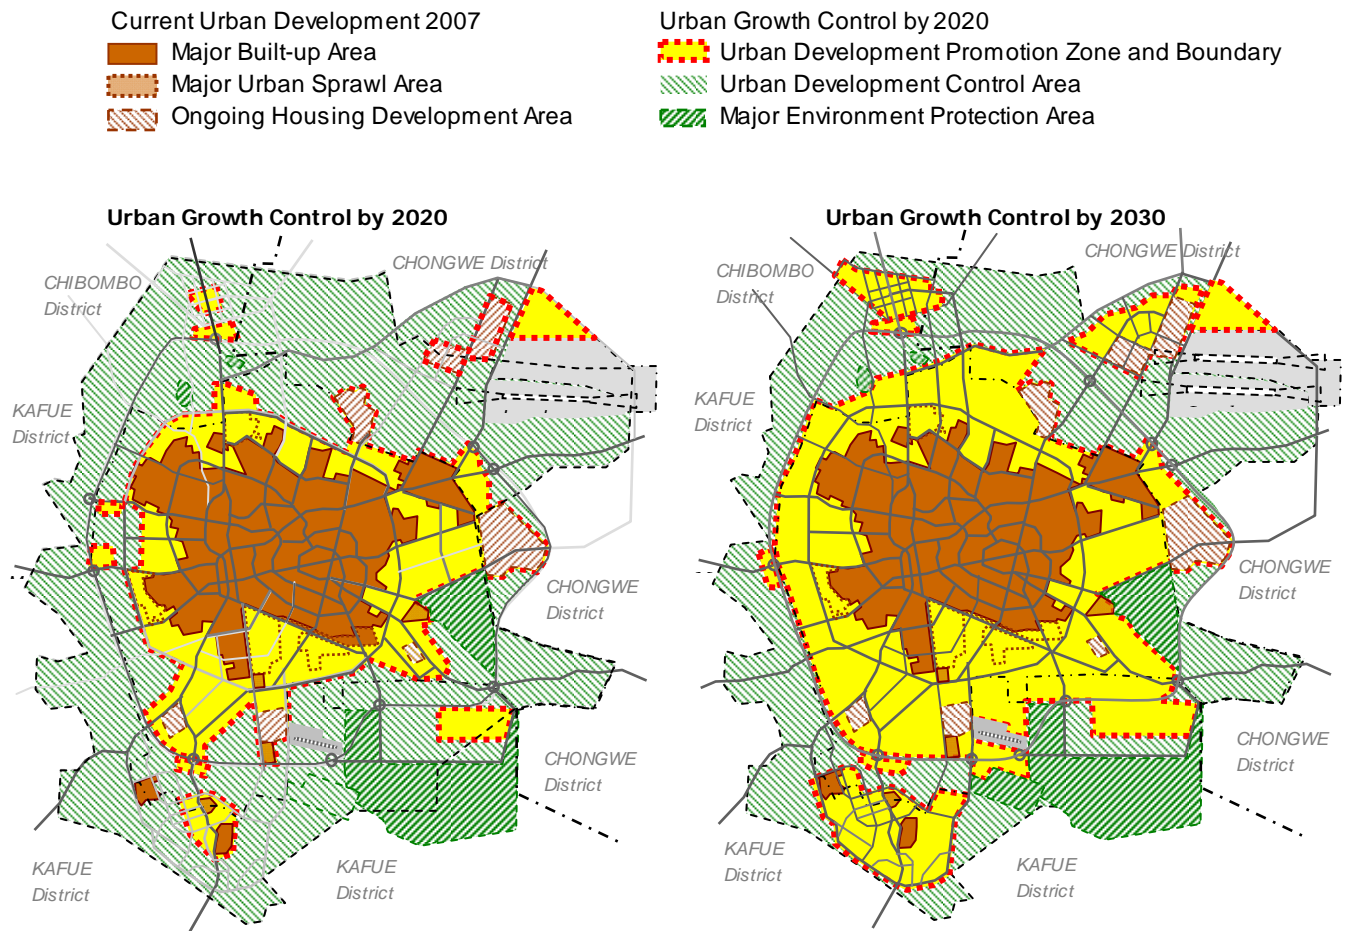 Current Urban Development 2007
Major Built-up Area
Major Urban Sprawl Area
Ongoing Housing Development Area
Urban Growth Control by 2020
Urban Development Promotion Zone and Boundary
Urban Development Control Area
Major Environment Protection Area
Urban Growth Control by 2020
CHIBOMBO
District
CHONGWE District
KAFUE
District
CHONGWE
District
CHONGWE
District
KAFUE
District
KAFUE
District
Urban Growth Control by 2030
CHIBOMBO
District
CHONGWE District
KAFUE
District
CHONGWE
District
CHONGWE
District
KAFUE
District
KAFUE
District